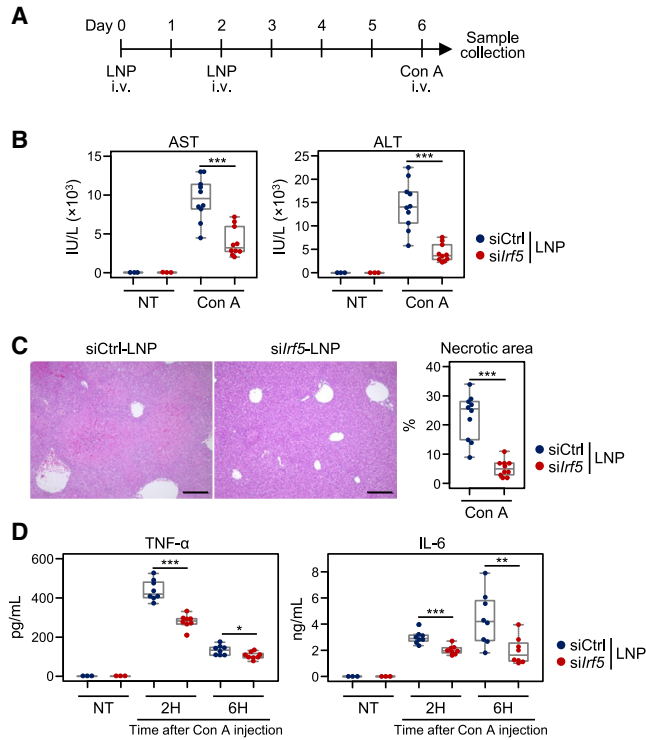 A
Day 0 1 2 3 4 5 6 Sample
collection
LNP LNP Con A
i.v. i.v. i.v.
B
AST ALT
IU/L (×10³) 15 10 5 0
IU/L (×10³) 25 20 15 10 5 0
*** ***
siCtrl
siIrf5 LNP
NT Con A NT Con A
C
siCtrl-LNP siIrf5-LNP Necrotic area
% 40 30 20 10 0
***
siCtrl
siIrf5 LNP
Con A
D
TNF-α IL-6
pg/mL 600 400 200 0
*** *
ng/mL 8 6 4 2 0
*** **
siCtrl
siIrf5 LNP
NT 2H 6H NT 2H 6H
Time after Con A injection Time after Con A injection